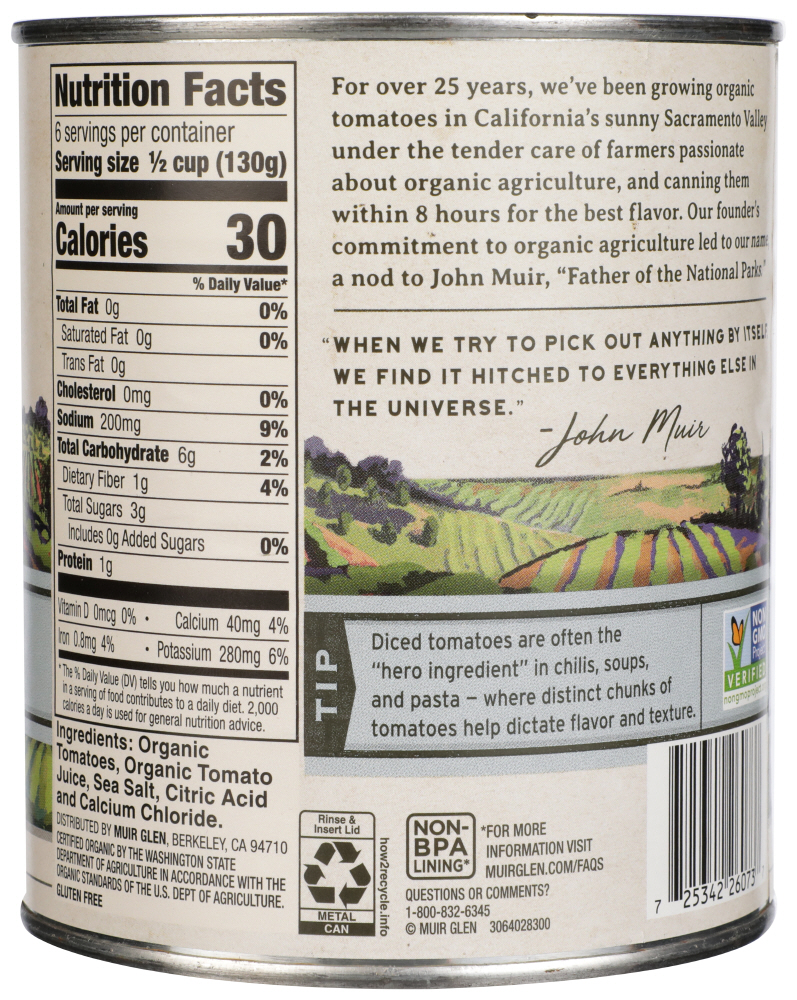 Nutrition Facts
6 servings per container
Serving size ½ cup (130g)
Amount per serving
Calories 30
% Daily Value*
Total Fat 0g 0%
Saturated Fat 0g 0%
Trans Fat 0g
Cholesterol 0mg 0%
Sodium 200mg 9%
Total Carbohydrate 6g 2%
Dietary Fiber 1g 4%
Total Sugars 3g
Includes 0g Added Sugars 0%
Protein 1g
Vitamin D 0mcg 0% • Calcium 40mg 4%
Iron 0.8mg 4% • Potassium 280mg 6%
*The % Daily Value (DV) tells you how much a nutrient
in a serving of food contributes to a daily diet. 2,000
calories a day is used for general nutrition advice.
Ingredients: Organic
Tomatoes, Organic Tomato
Juice, Sea Salt, Citric Acid
and Calcium Chloride.
DISTRIBUTED BY MUIR GLEN, BERKELEY, CA 94710
CERTIFIED ORGANIC BY THE WASHINGTON STATE
DEPARTMENT OF AGRICULTURE IN ACCORDANCE WITH THE
ORGANIC STANDARDS OF THE U.S. DEPT OF AGRICULTURE.
GLUTEN FREE
For over 25 years, we've been growing organic
tomatoes in California's sunny Sacramento Valley
under the tender care of farmers passionate
about organic agriculture, and canning them
within 8 hours for the best flavor. Our founder's
commitment to organic agriculture led to our name
a nod to John Muir, "Father of the National Parks."
"WHEN WE TRY TO PICK OUT ANYTHING BY ITSELF
WE FIND IT HITCHED TO EVERYTHING ELSE IN
THE UNIVERSE."
-John Muir
TIP
Diced tomatoes are often the
"hero ingredient" in chilis, soups,
and pasta – where distinct chunks of
tomatoes help dictate flavor and texture.
NON
GMO
Project
VERIFIED
nongmoproject
Rinse &
Insert Lid
METAL
CAN
how2recycle.info
NON-
BPA
LINING*
*FOR MORE
INFORMATION VISIT
MUIRGLEN.COM/FAQS
QUESTIONS OR COMMENTS?
1-800-832-6345
© MUIR GLEN 3064028300
7 25342 26073